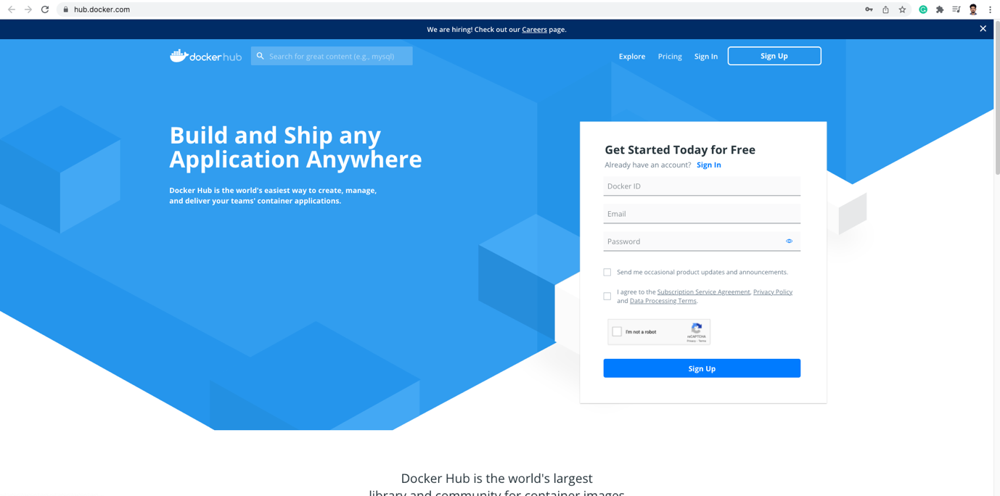 hub.docker.com
We are hiring! Check out our Careers page.
docker hub
Search for great content (e.g., mysql)
Explore
Pricing
Sign In
Sign Up
Build and Ship any
Application Anywhere
Docker Hub is the world's easiest way to create, manage,
and deliver your teams' container applications.
Get Started Today for Free
Already have an account? Sign In
Docker ID
Email
Password
Send me occasional product updates and announcements.
I agree to the Subscription Service Agreement, Privacy Policy
and Data Processing Terms.
I'm not a robot
reCAPTCHA
Privacy - Terms
Sign Up
Docker Hub is the world's largest
library and community for container images